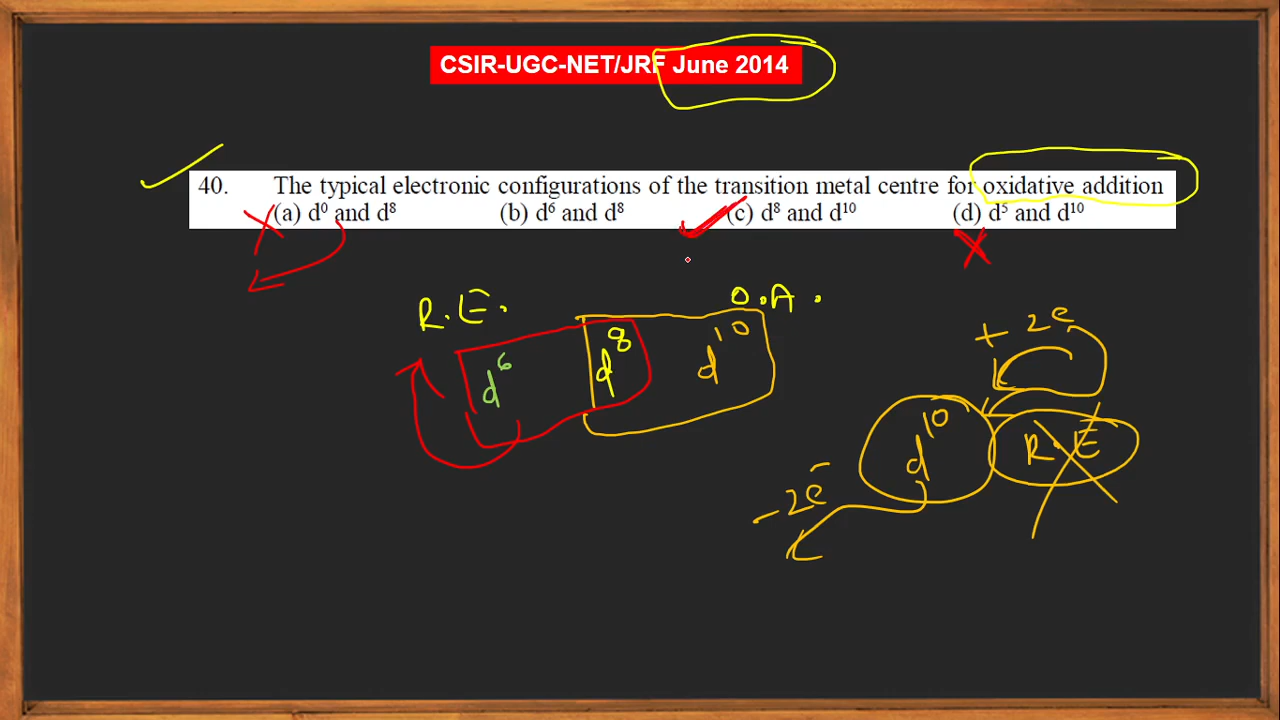 CSIR-UGC-NET/JRF June 2014
40. The typical electronic configurations of the transition metal centre for oxidative addition
(a) d⁰ and d⁸ (b) d⁶ and d⁸ (c) d⁸ and d¹⁰ (d) d⁵ and d¹⁰
R.E. O.A.
d⁶ d⁸ d¹⁰
+2e
d¹⁰ R.E
-2e